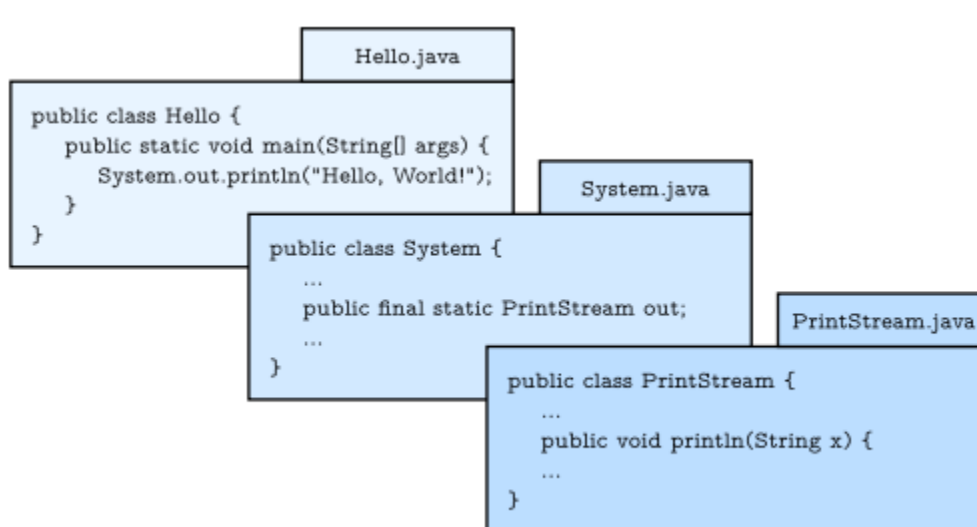 Hello.java
public class Hello {
public static void main(String[] args) {
System.out.println("Hello, World!");
}
}
System.java
public class System {
...
public final static PrintStream out;
...
}
PrintStream.java
public class PrintStream {
...
public void println(String x) {
...
}